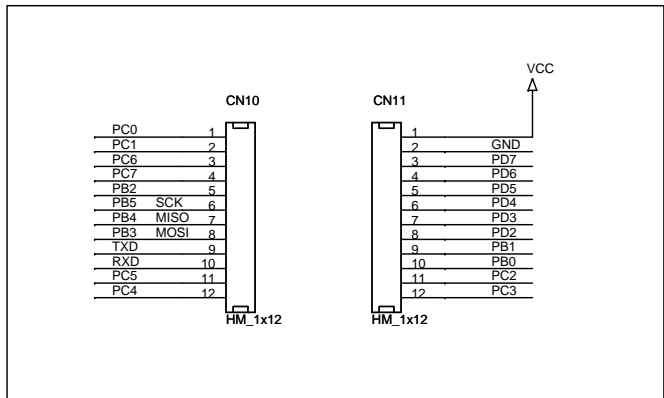 VCC
CN10 CN11
PC0 1 1
PC1 2 2 GND
PC6 3 3 PD7
PC7 4 4 PD6
PB2 5 5 PD5
PB5 SCK 6 6 PD4
PB4 MISO 7 7 PD3
PB3 MOSI 8 8 PD2
TXD 9 9 PB1
RXD 10 10 PB0
PC5 11 11 PC2
PC4 12 12 PC3
HM_1x12 HM_1x12